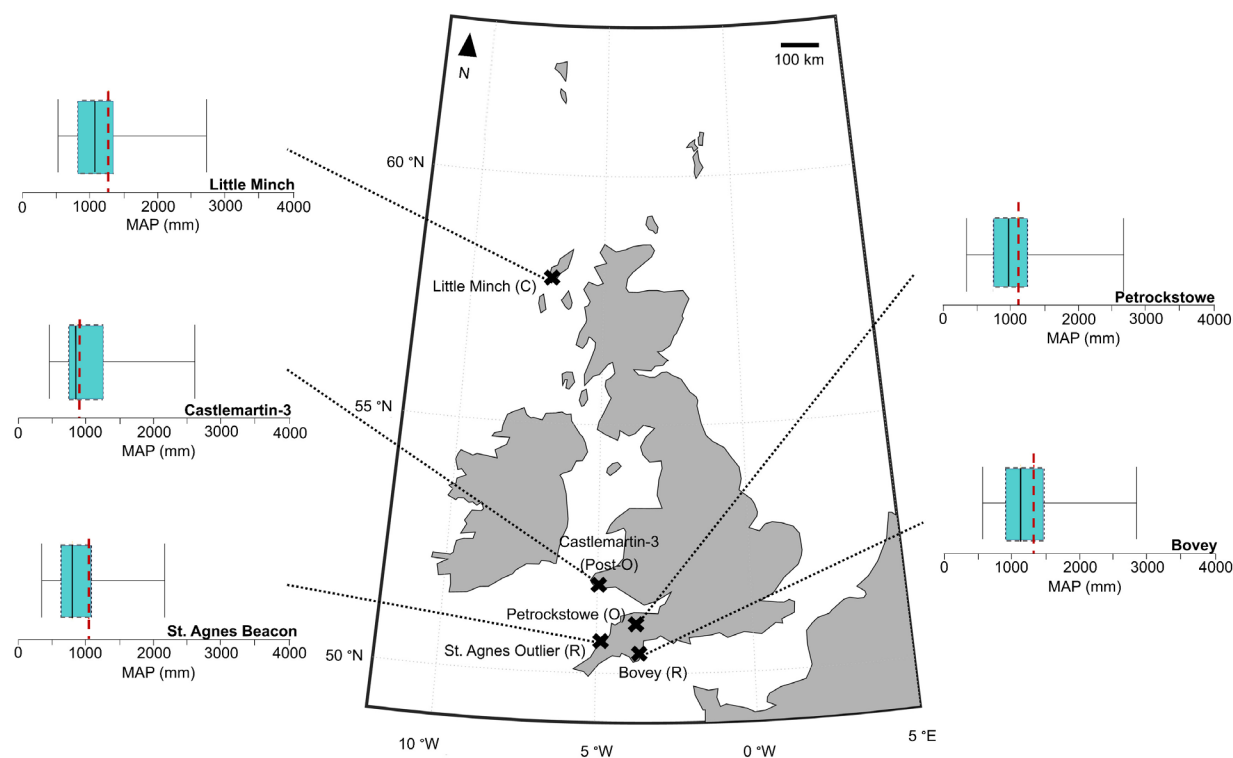 N
100 km
60 °N
55 °N
50 °N
10 °W
5 °W
0 °W
5 °E
Little Minch (C)
Castlemartin-3
(Post-O)
Petrockstowe (O)
St. Agnes Outlier (R)
Bovey (R)
Little Minch
0 1000 2000 3000 4000
MAP (mm)
Castlemartin-3
0 1000 2000 3000 4000
MAP (mm)
St. Agnes Beacon
0 1000 2000 3000 4000
MAP (mm)
Petrockstowe
0 1000 2000 3000 4000
MAP (mm)
Bovey
0 1000 2000 3000 4000
MAP (mm)